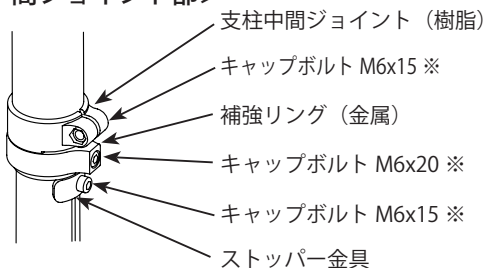 間ジョイント部
支柱中間ジョイント（樹脂）
キャップボルト M6x15 ※
補強リング（金属）
キャップボルト M6x20 ※
キャップボルト M6x15 ※
ストッパー金具